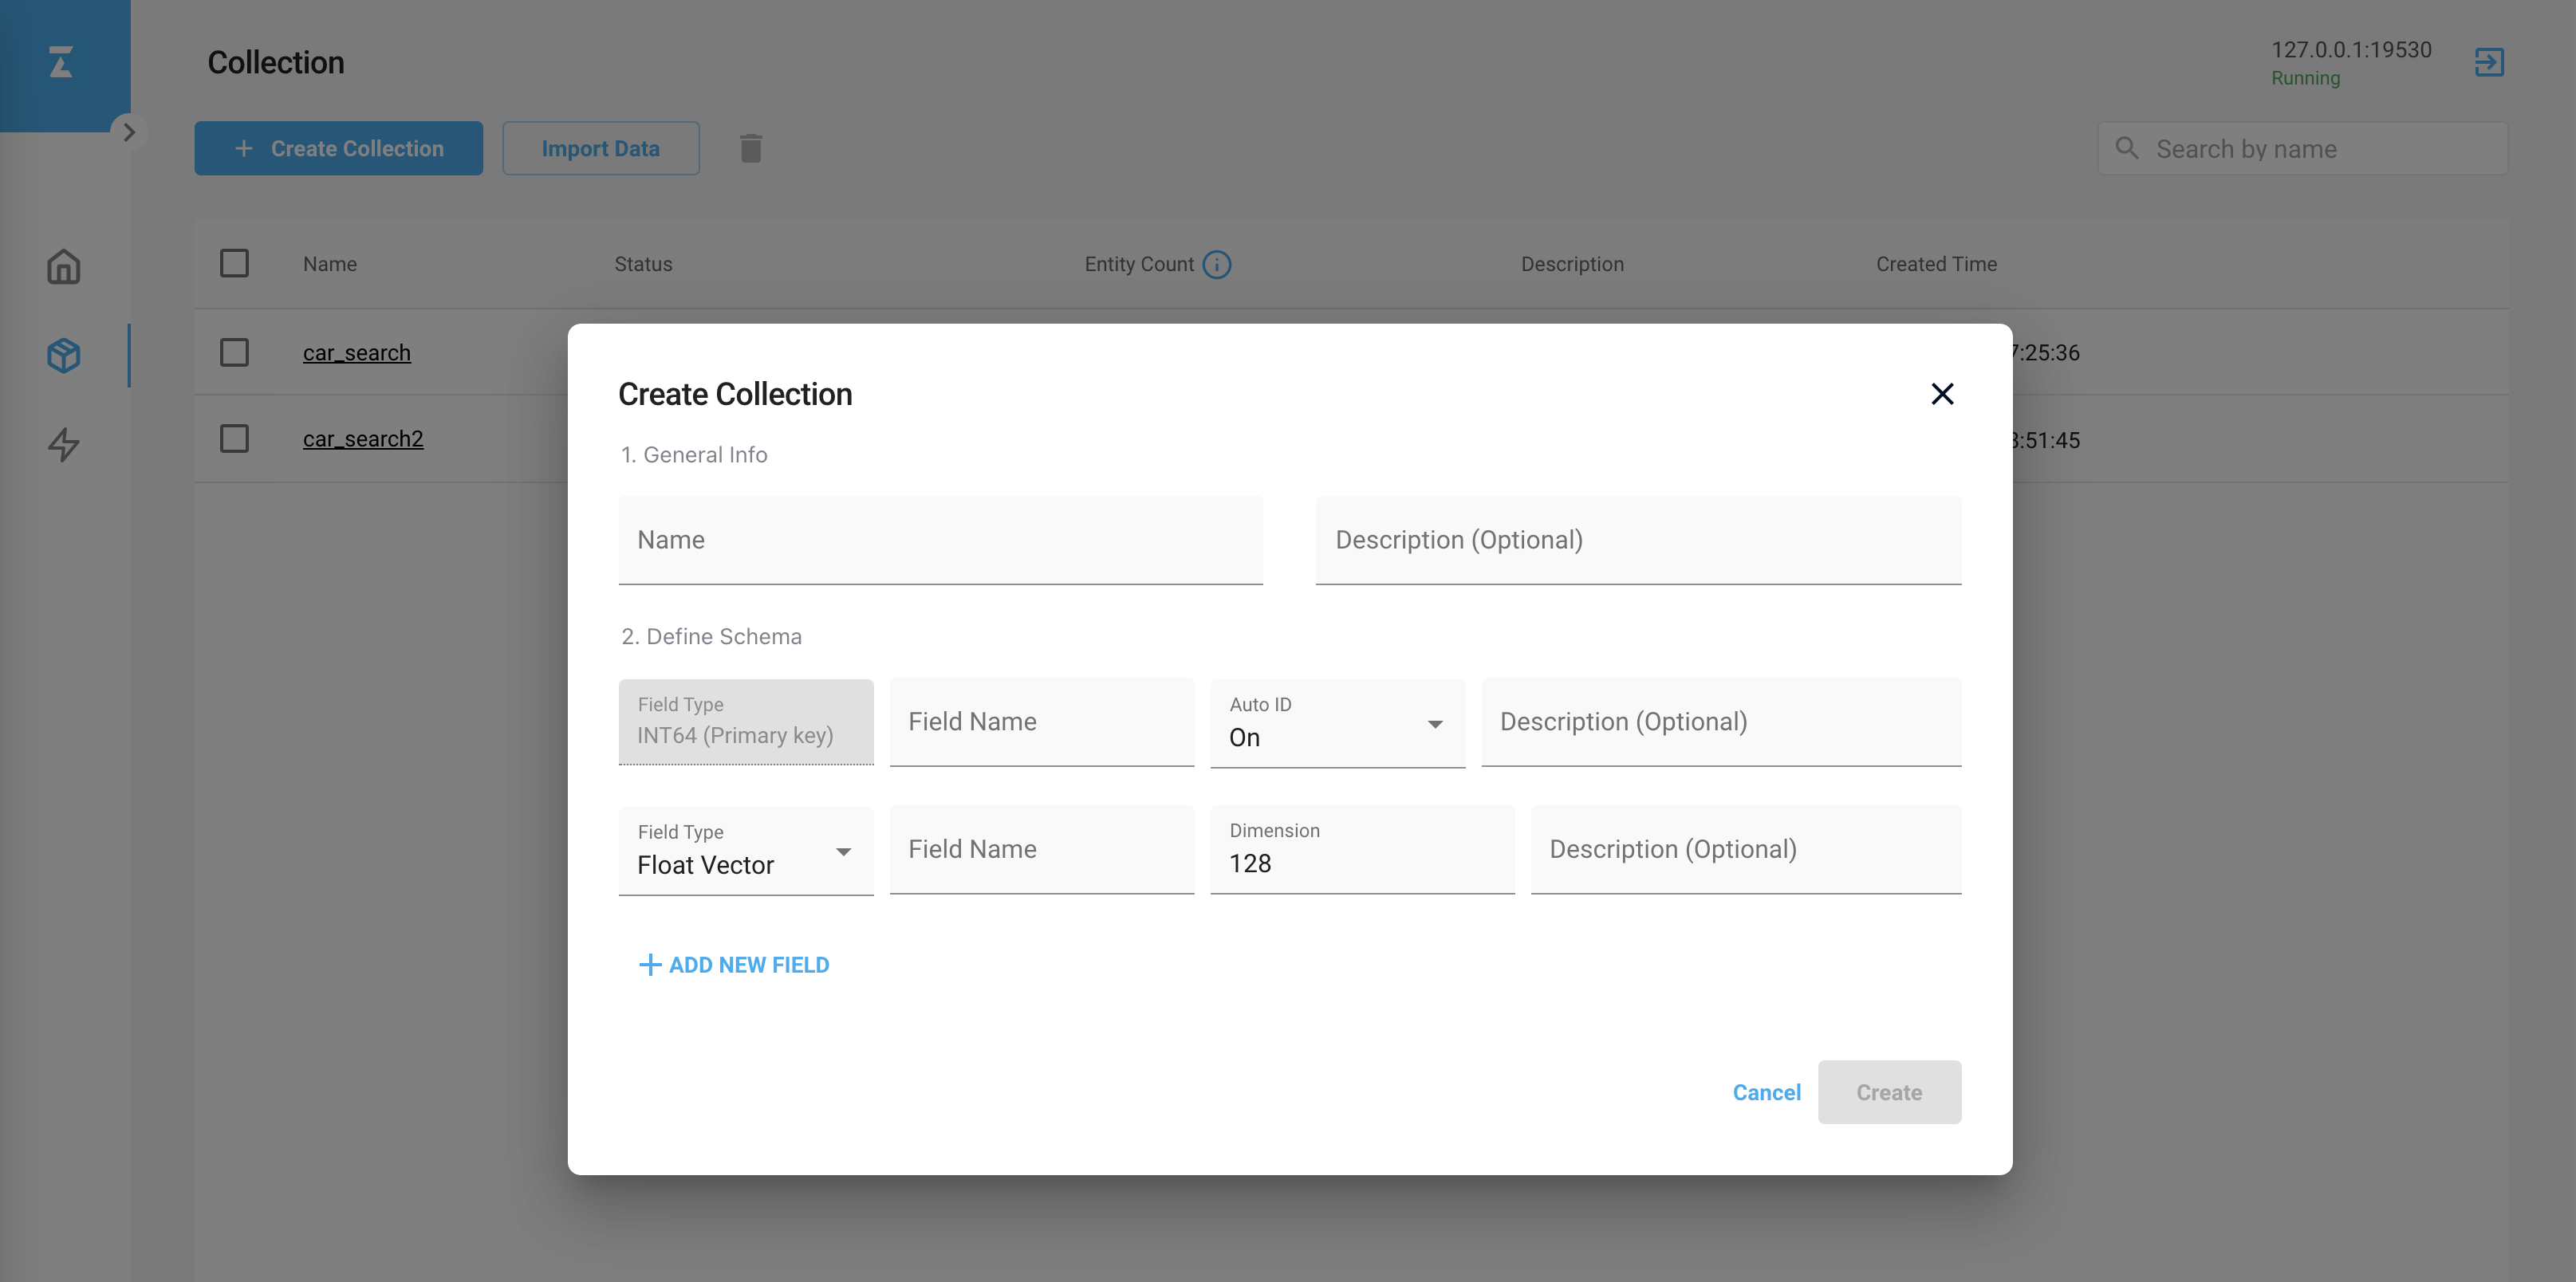 Collection
127.0.0.1:19530
Running
Create Collection
Import Data
Search by name
Name
Status
Entity Count
Description
Created Time
car_search
:25:36
car_search2
:51:45
Create Collection
1. General Info
Name
Description (Optional)
2. Define Schema
Field Type
INT64 (Primary key)
Field Name
Auto ID
On
Description (Optional)
Field Type
Float Vector
Field Name
Dimension
128
Description (Optional)
ADD NEW FIELD
Cancel
Create